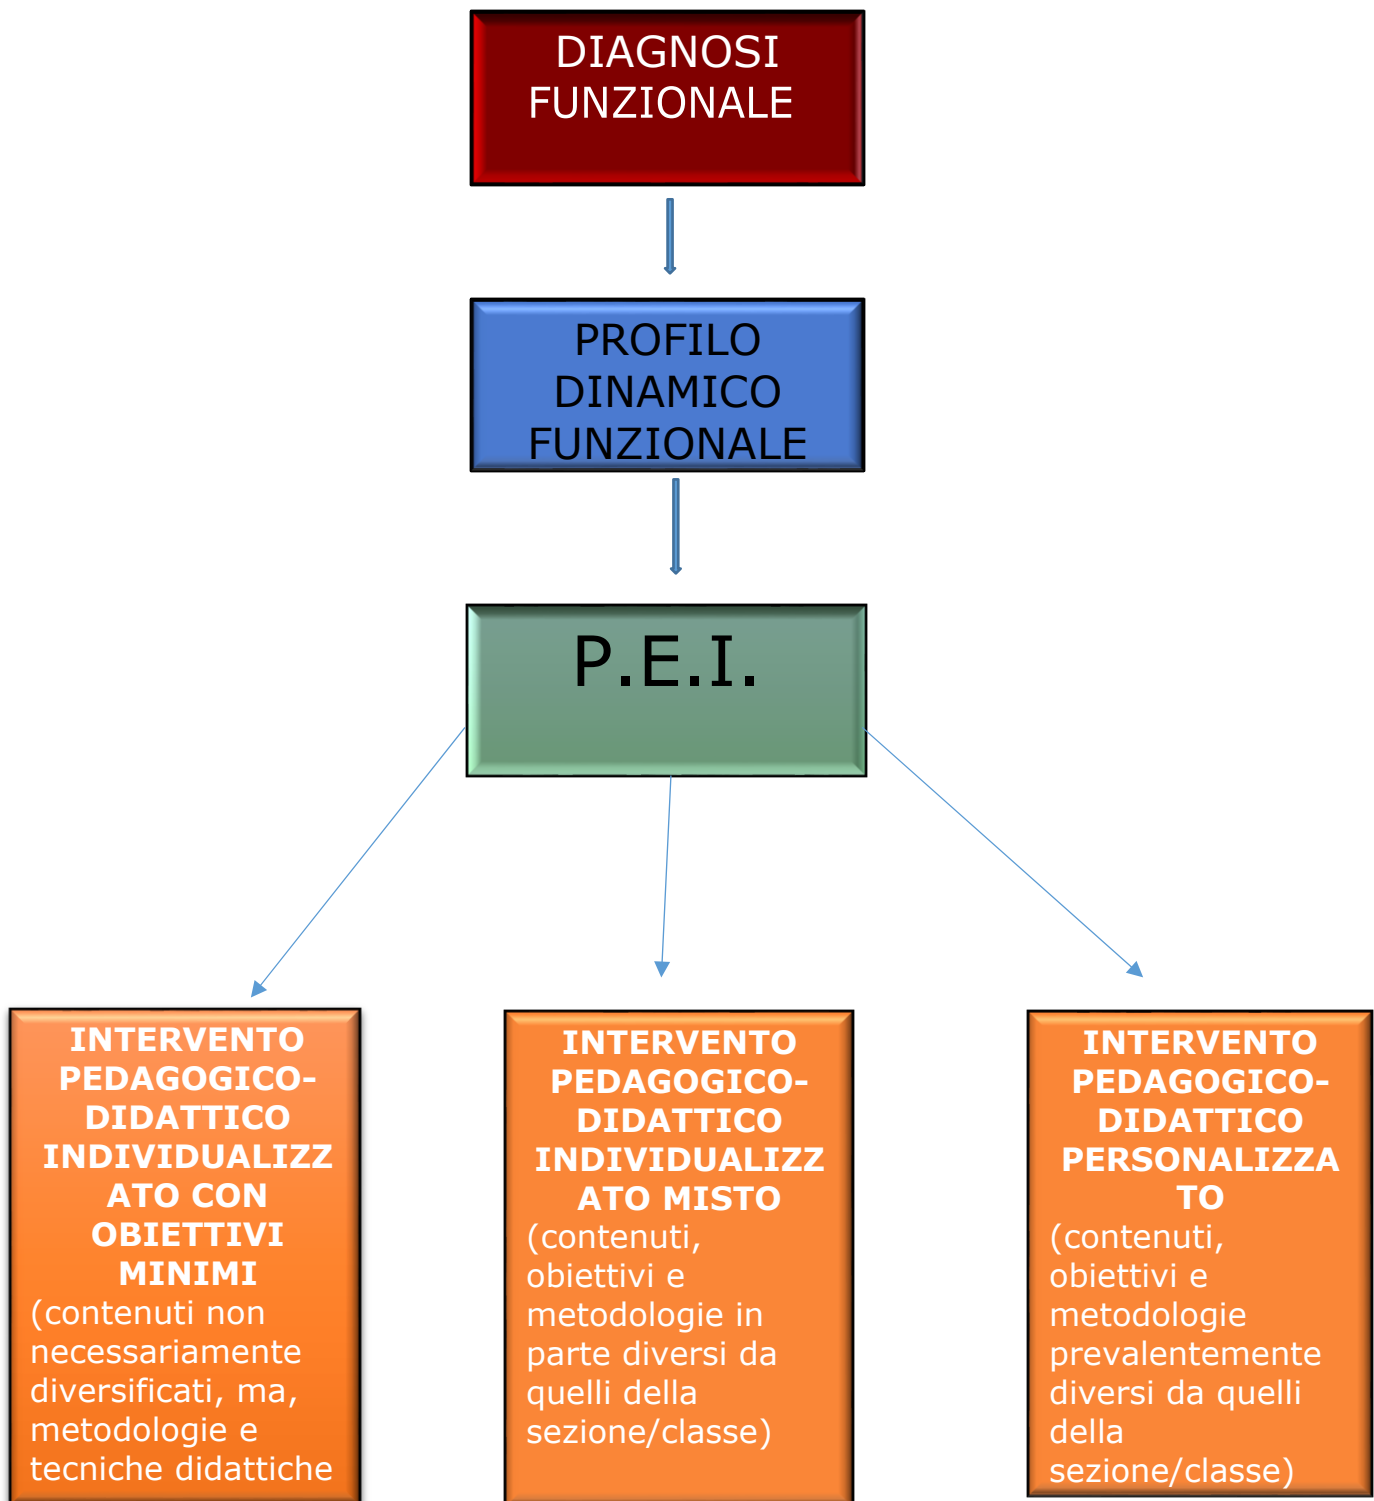 DIAGNOSI
FUNZIONALE
PROFILO
DINAMICO
FUNZIONALE
P.E.I.
INTERVENTO
PEDAGOGICO-
DIDATTICO
INDIVIDUALIZZ
ATO CON
OBIETTIVI
MINIMI
(contenuti non
necessariamente
diversificati, ma,
metodologie e
tecniche didattiche
INTERVENTO
PEDAGOGICO-
DIDATTICO
INDIVIDUALIZZ
ATO MISTO
(contenuti,
obiettivi e
metodologie in
parte diversi da
quelli della
sezione/classe)
INTERVENTO
PEDAGOGICO-
DIDATTICO
PERSONALIZZA
TO
(contenuti,
obiettivi e
metodologie
prevalentemente
diversi da quelli
della
sezione/classe)